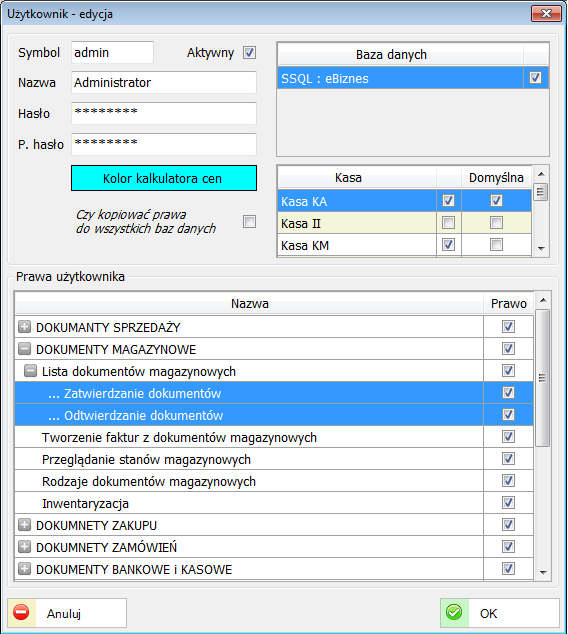 Użytkownik - edycja
Symbol admin Aktywny
Nazwa Administrator
Hasło ********
P. hasło ********
Kolor kalkulatora cen
Czy kopiować prawa
do wszystkich baz danych
Baza danych
SSQL : eBiznes
Kasa Domyślna
Kasa KA
Kasa II
Kasa KM
Prawa użytkownika
Nazwa Prawo
DOKUMANTY SPRZEDAŻY
DOKUMENTY MAGAZYNOWE
Lista dokumentów magazynowych
... Zatwierdzanie dokumentów
... Odtwierdzanie dokumentów
Tworzenie faktur z dokumentów magazynowych
Przeglądanie stanów magazynowych
Rodzaje dokumentów magazynowych
Inwentaryzacja
DOKUMNETY ZAKUPU
DOKUMNETY ZAMÓWIEŃ
DOKUMENTY BANKOWE i KASOWE
Anuluj OK